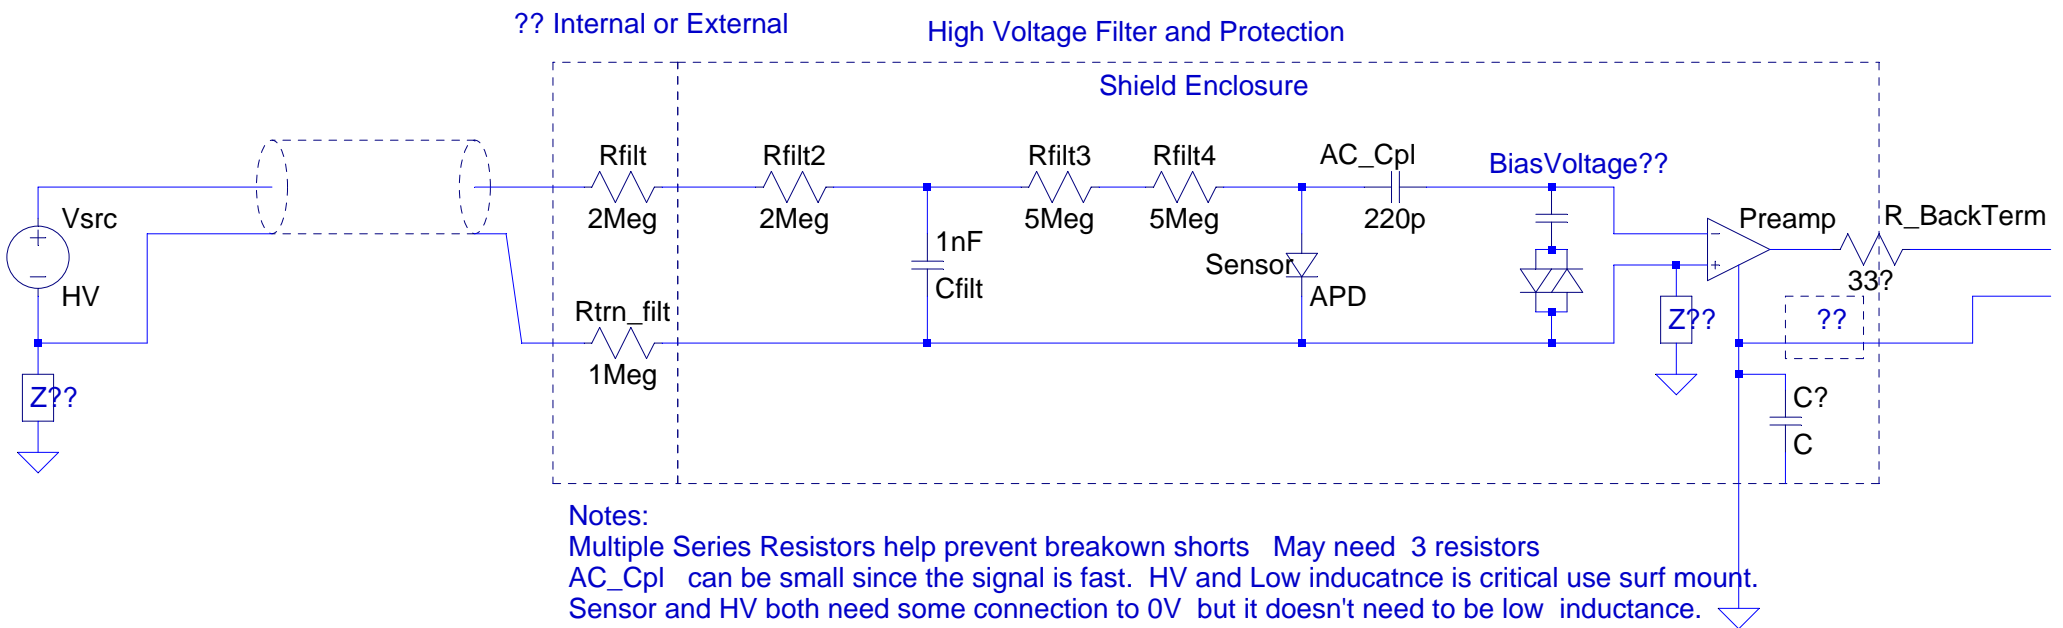 ?? Internal or External
High Voltage Filter and Protection
Shield Enclosure
Vsrc
HV
Z??
Rfilt
2Meg
Rtrn_filt
1Meg
Rfilt2
2Meg
1nF
Cfilt
Rfilt3
5Meg
Rfilt4
5Meg
Sensor
APD
AC_Cpl
220p
BiasVoltage??
Preamp
Z??
R_BackTerm
33?
??
C?
C
Notes:
Multiple Series Resistors help prevent breakown shorts May need 3 resistors
AC_Cpl can be small since the signal is fast. HV and Low inducatnce is critical use surf mount.
Sensor and HV both need some connection to 0V but it doesn't need to be low inductance.